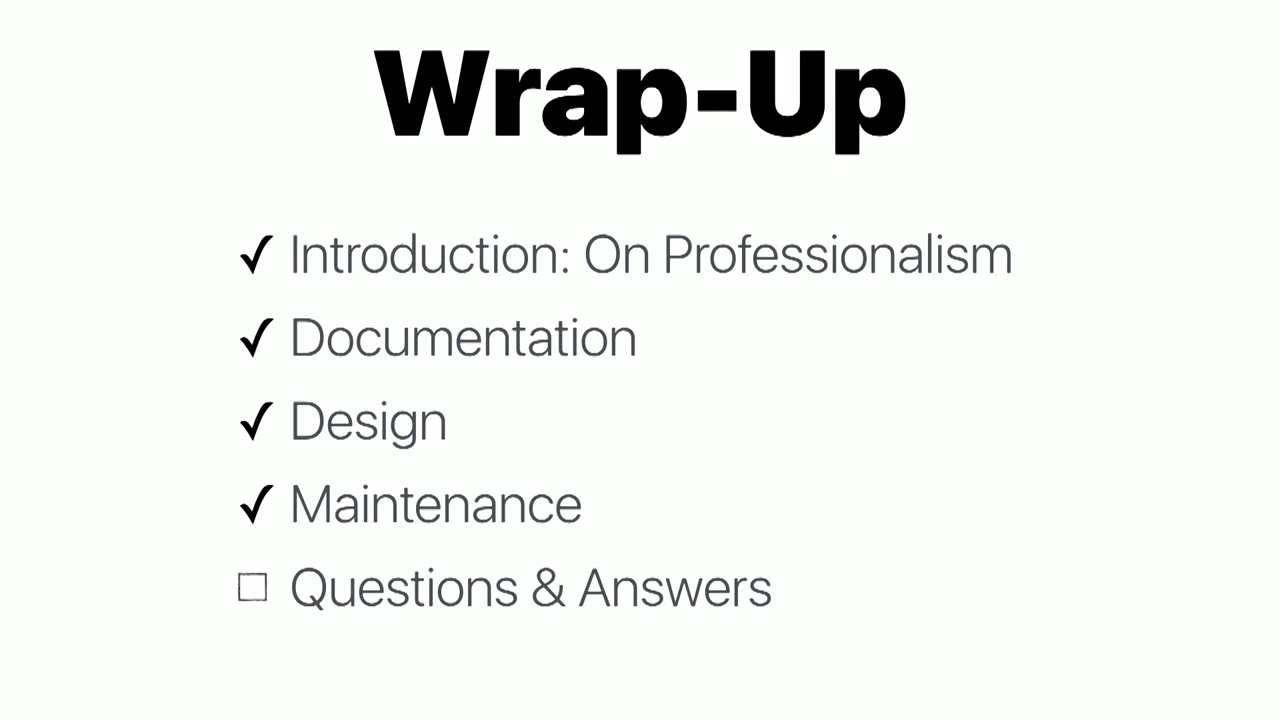 Wrap-Up
✓ Introduction: On Professionalism
✓ Documentation
✓ Design
✓ Maintenance
☐ Questions & Answers